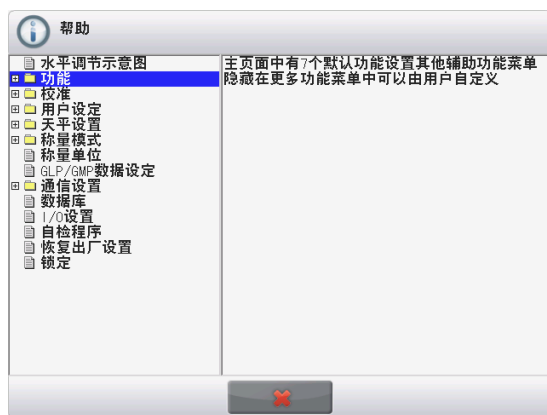 帮助
水平调节示意图
功能
校准
用户设定
天平设置
称量模式
称量单位
GLP/GMP数据设定
通信设置
数据库
I/O设置
自检程序
恢复出厂设置
锁定
主页面中有7个默认功能设置其他辅助功能菜单
隐藏在更多功能菜单中可以由用户自定义